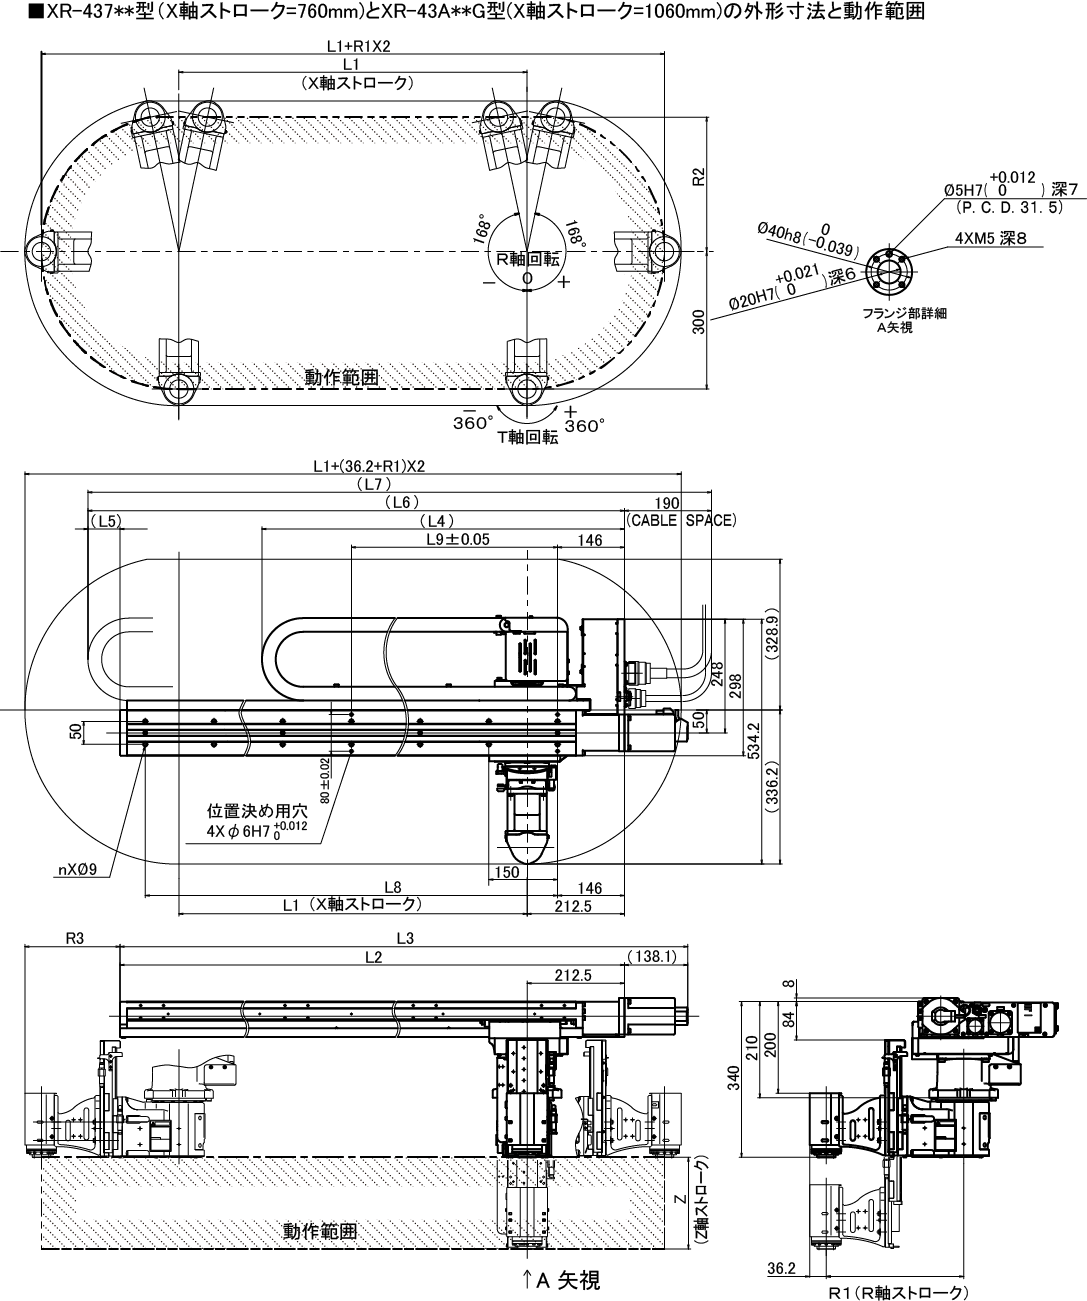 ■XR-437**型(X軸ストローク=760mm)とXR-43A**G型(X軸ストローク=1060mm)の外形寸法と動作範囲
L1+R1X2
L1
(X軸ストローク)
R2
300
168°
168°
R軸回転
－ 0 ＋
動作範囲
－
360°
＋
360°
T軸回転
Ø5H7( +0.012 0 )深7
(P.C.D.31.5)
Ø40h8( 0 -0.039)
4XM5 深8
Ø20H7( +0.021 0 )深6
フランジ部詳細
A矢視
L1+(36.2+R1)X2
(L7)
(L6)
190
(L5)
(L4)
(CABLE SPACE)
L9±0.05
146
(328.9)
248
298
50
50
534.2
(336.2)
80±0.02
位置決め用穴
4Xφ6H7 +0.012 0
nXØ9
150
L8
146
L1 (X軸ストローク)
212.5
R3
L3
L2
(138.1)
212.5
8
84
200
210
340
Z
(Z軸ストローク)
動作範囲
↑A 矢視
36.2
R1(R軸ストローク)